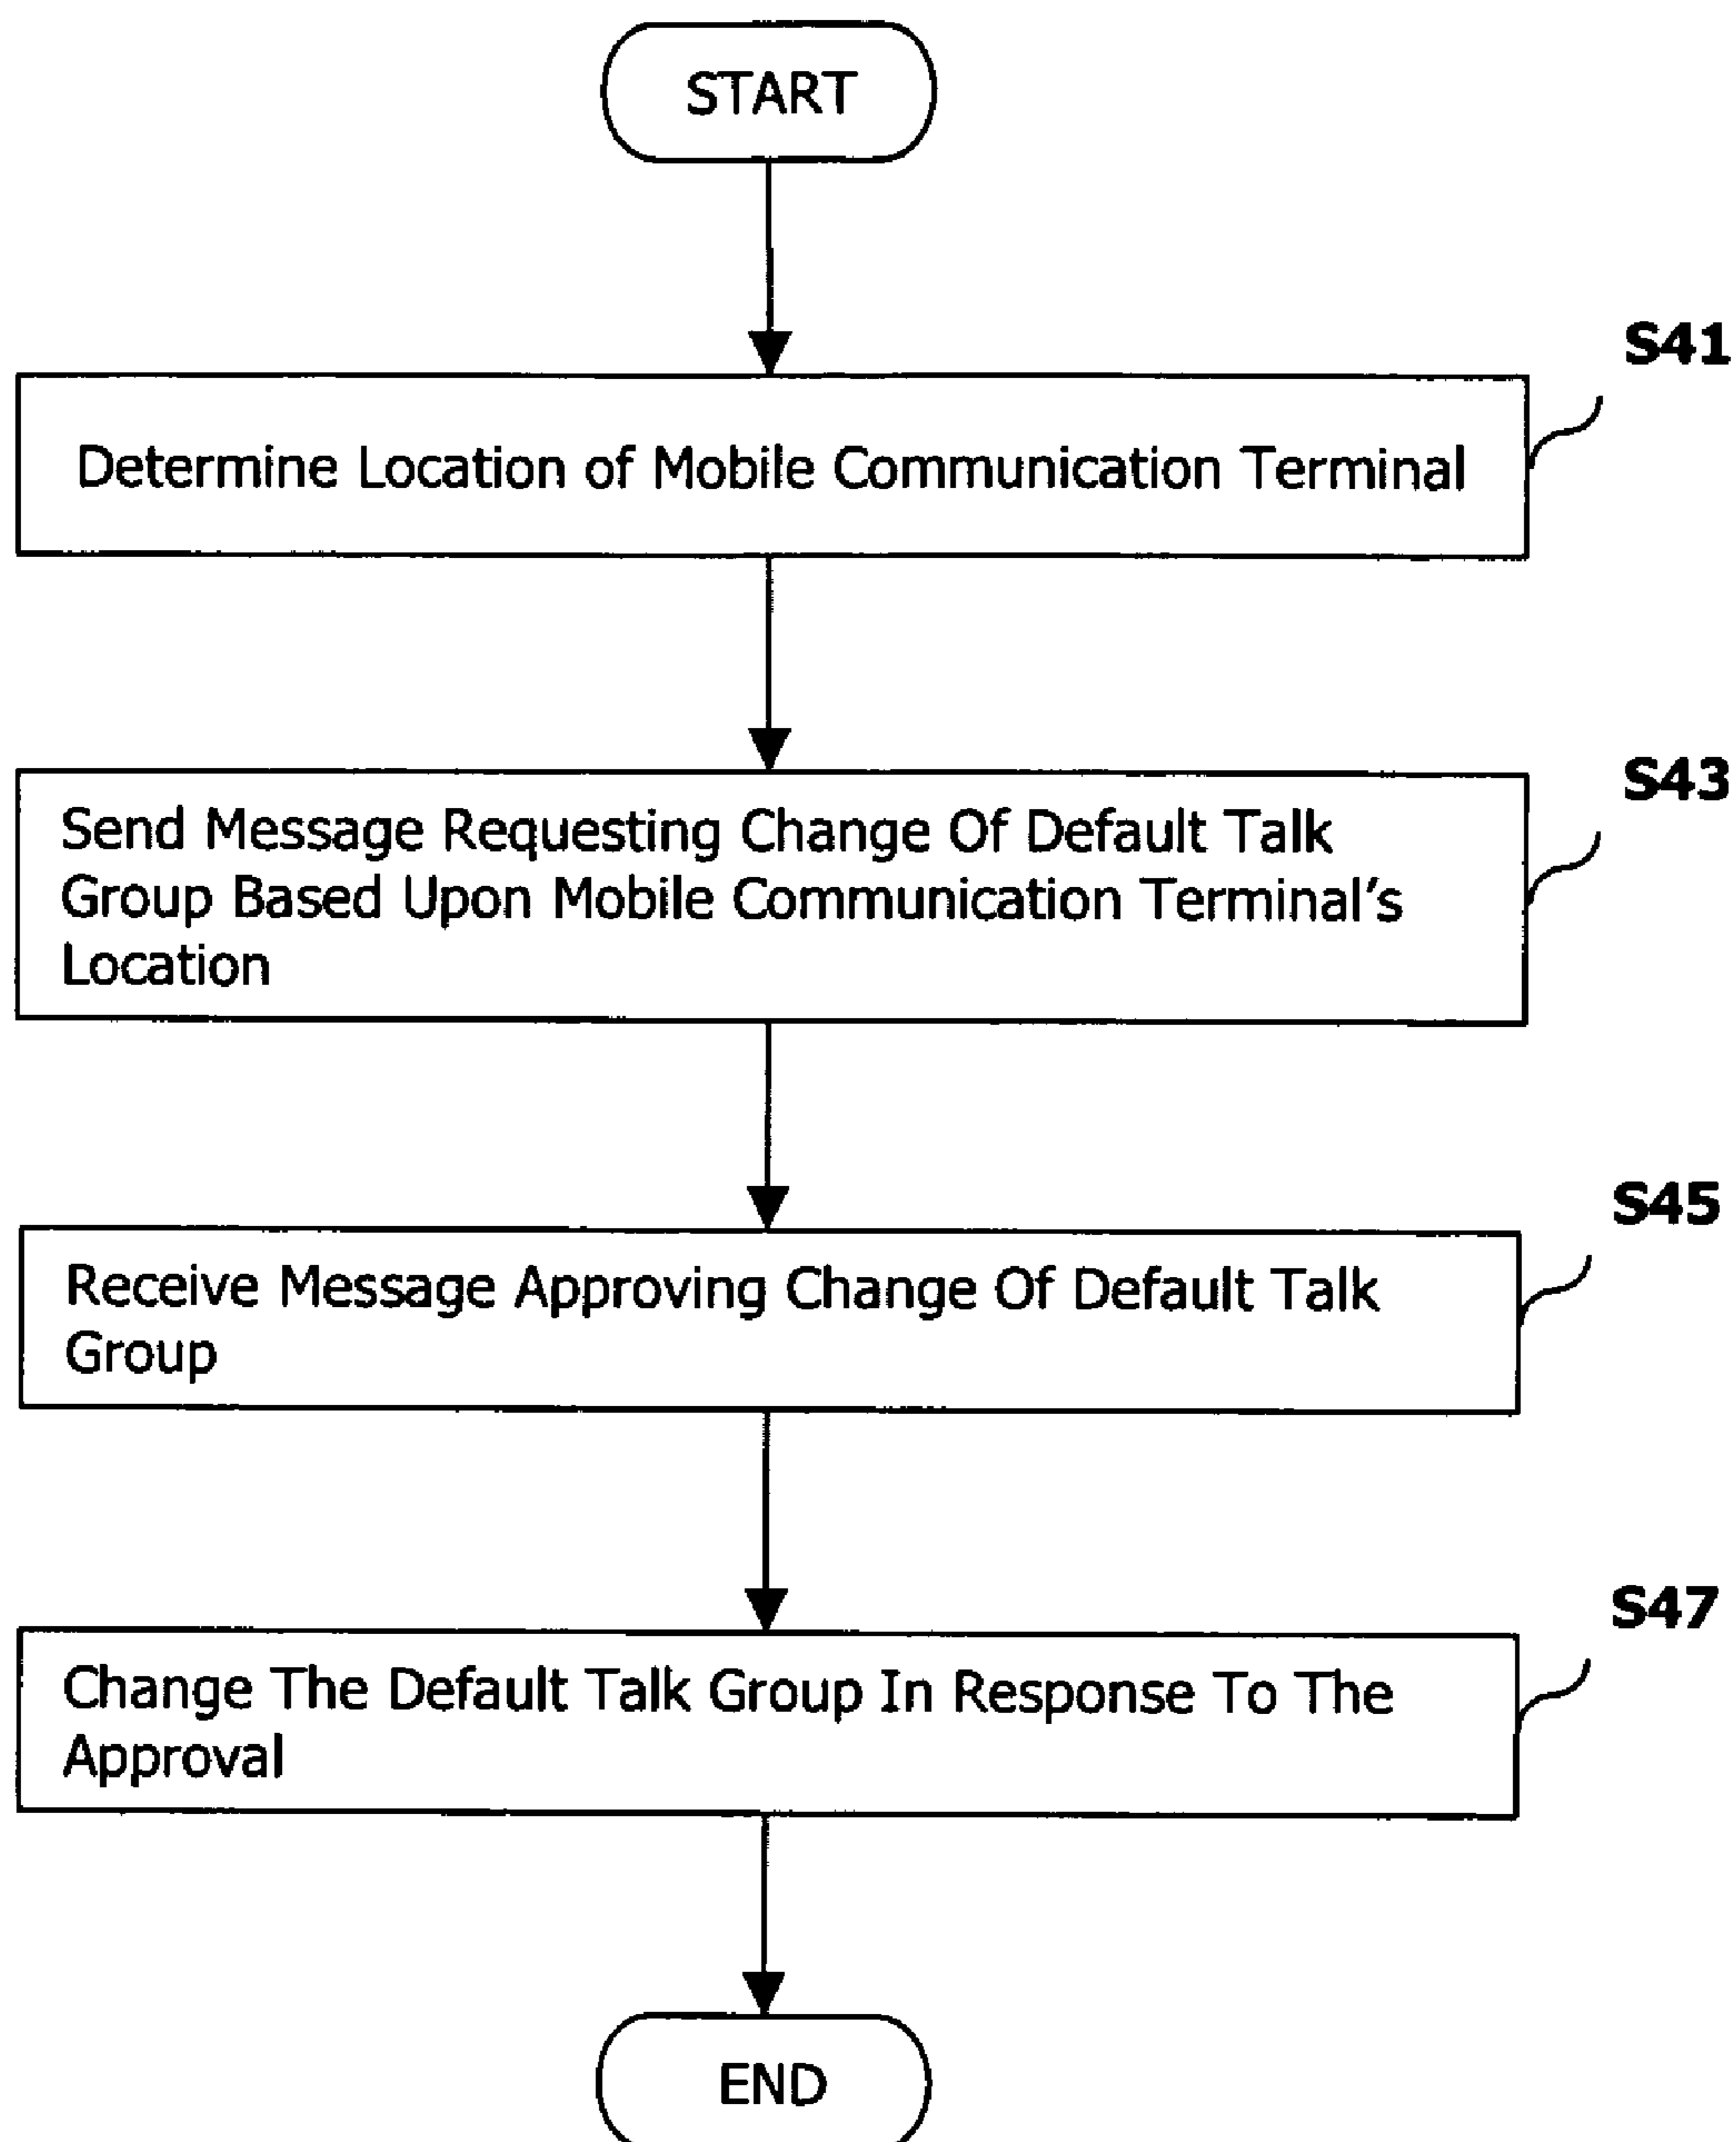 START
S41
Determine Location of Mobile Communication Terminal
S43
Send Message Requesting Change Of Default Talk
Group Based Upon Mobile Communication Terminal's
Location
S45
Receive Message Approving Change Of Default Talk
Group
S47
Change The Default Talk Group In Response To The
Approval
END